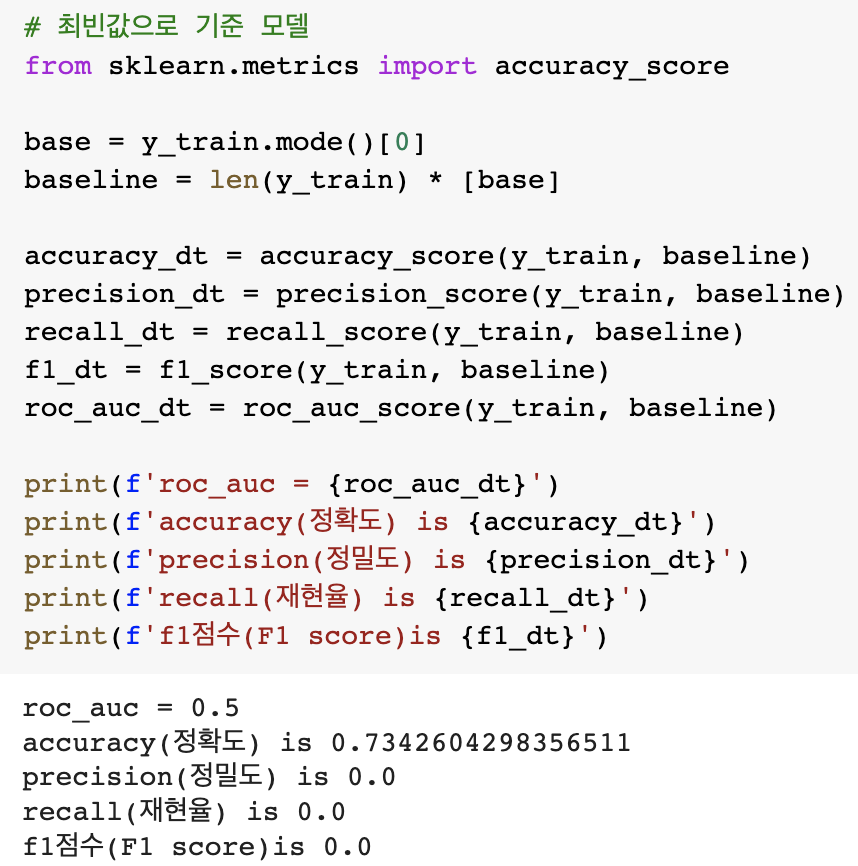 # 최빈값으로 기준 모델
from sklearn.metrics import accuracy_score
base = y_train.mode()[0]
baseline = len(y_train) * [base]
accuracy_dt = accuracy_score(y_train, baseline)
precision_dt = precision_score(y_train, baseline)
recall_dt = recall_score(y_train, baseline)
f1_dt = f1_score(y_train, baseline)
roc_auc_dt = roc_auc_score(y_train, baseline)
print(f'roc_auc = {roc_auc_dt}')
print(f'accuracy(정확도) is {accuracy_dt}')
print(f'precision(정밀도) is {precision_dt}')
print(f'recall(재현율) is {recall_dt}')
print(f'f1점수(F1 score)is {f1_dt}')
roc_auc = 0.5
accuracy(정확도) is 0.7342604298356511
precision(정밀도) is 0.0
recall(재현율) is 0.0
f1점수(F1 score)is 0.0